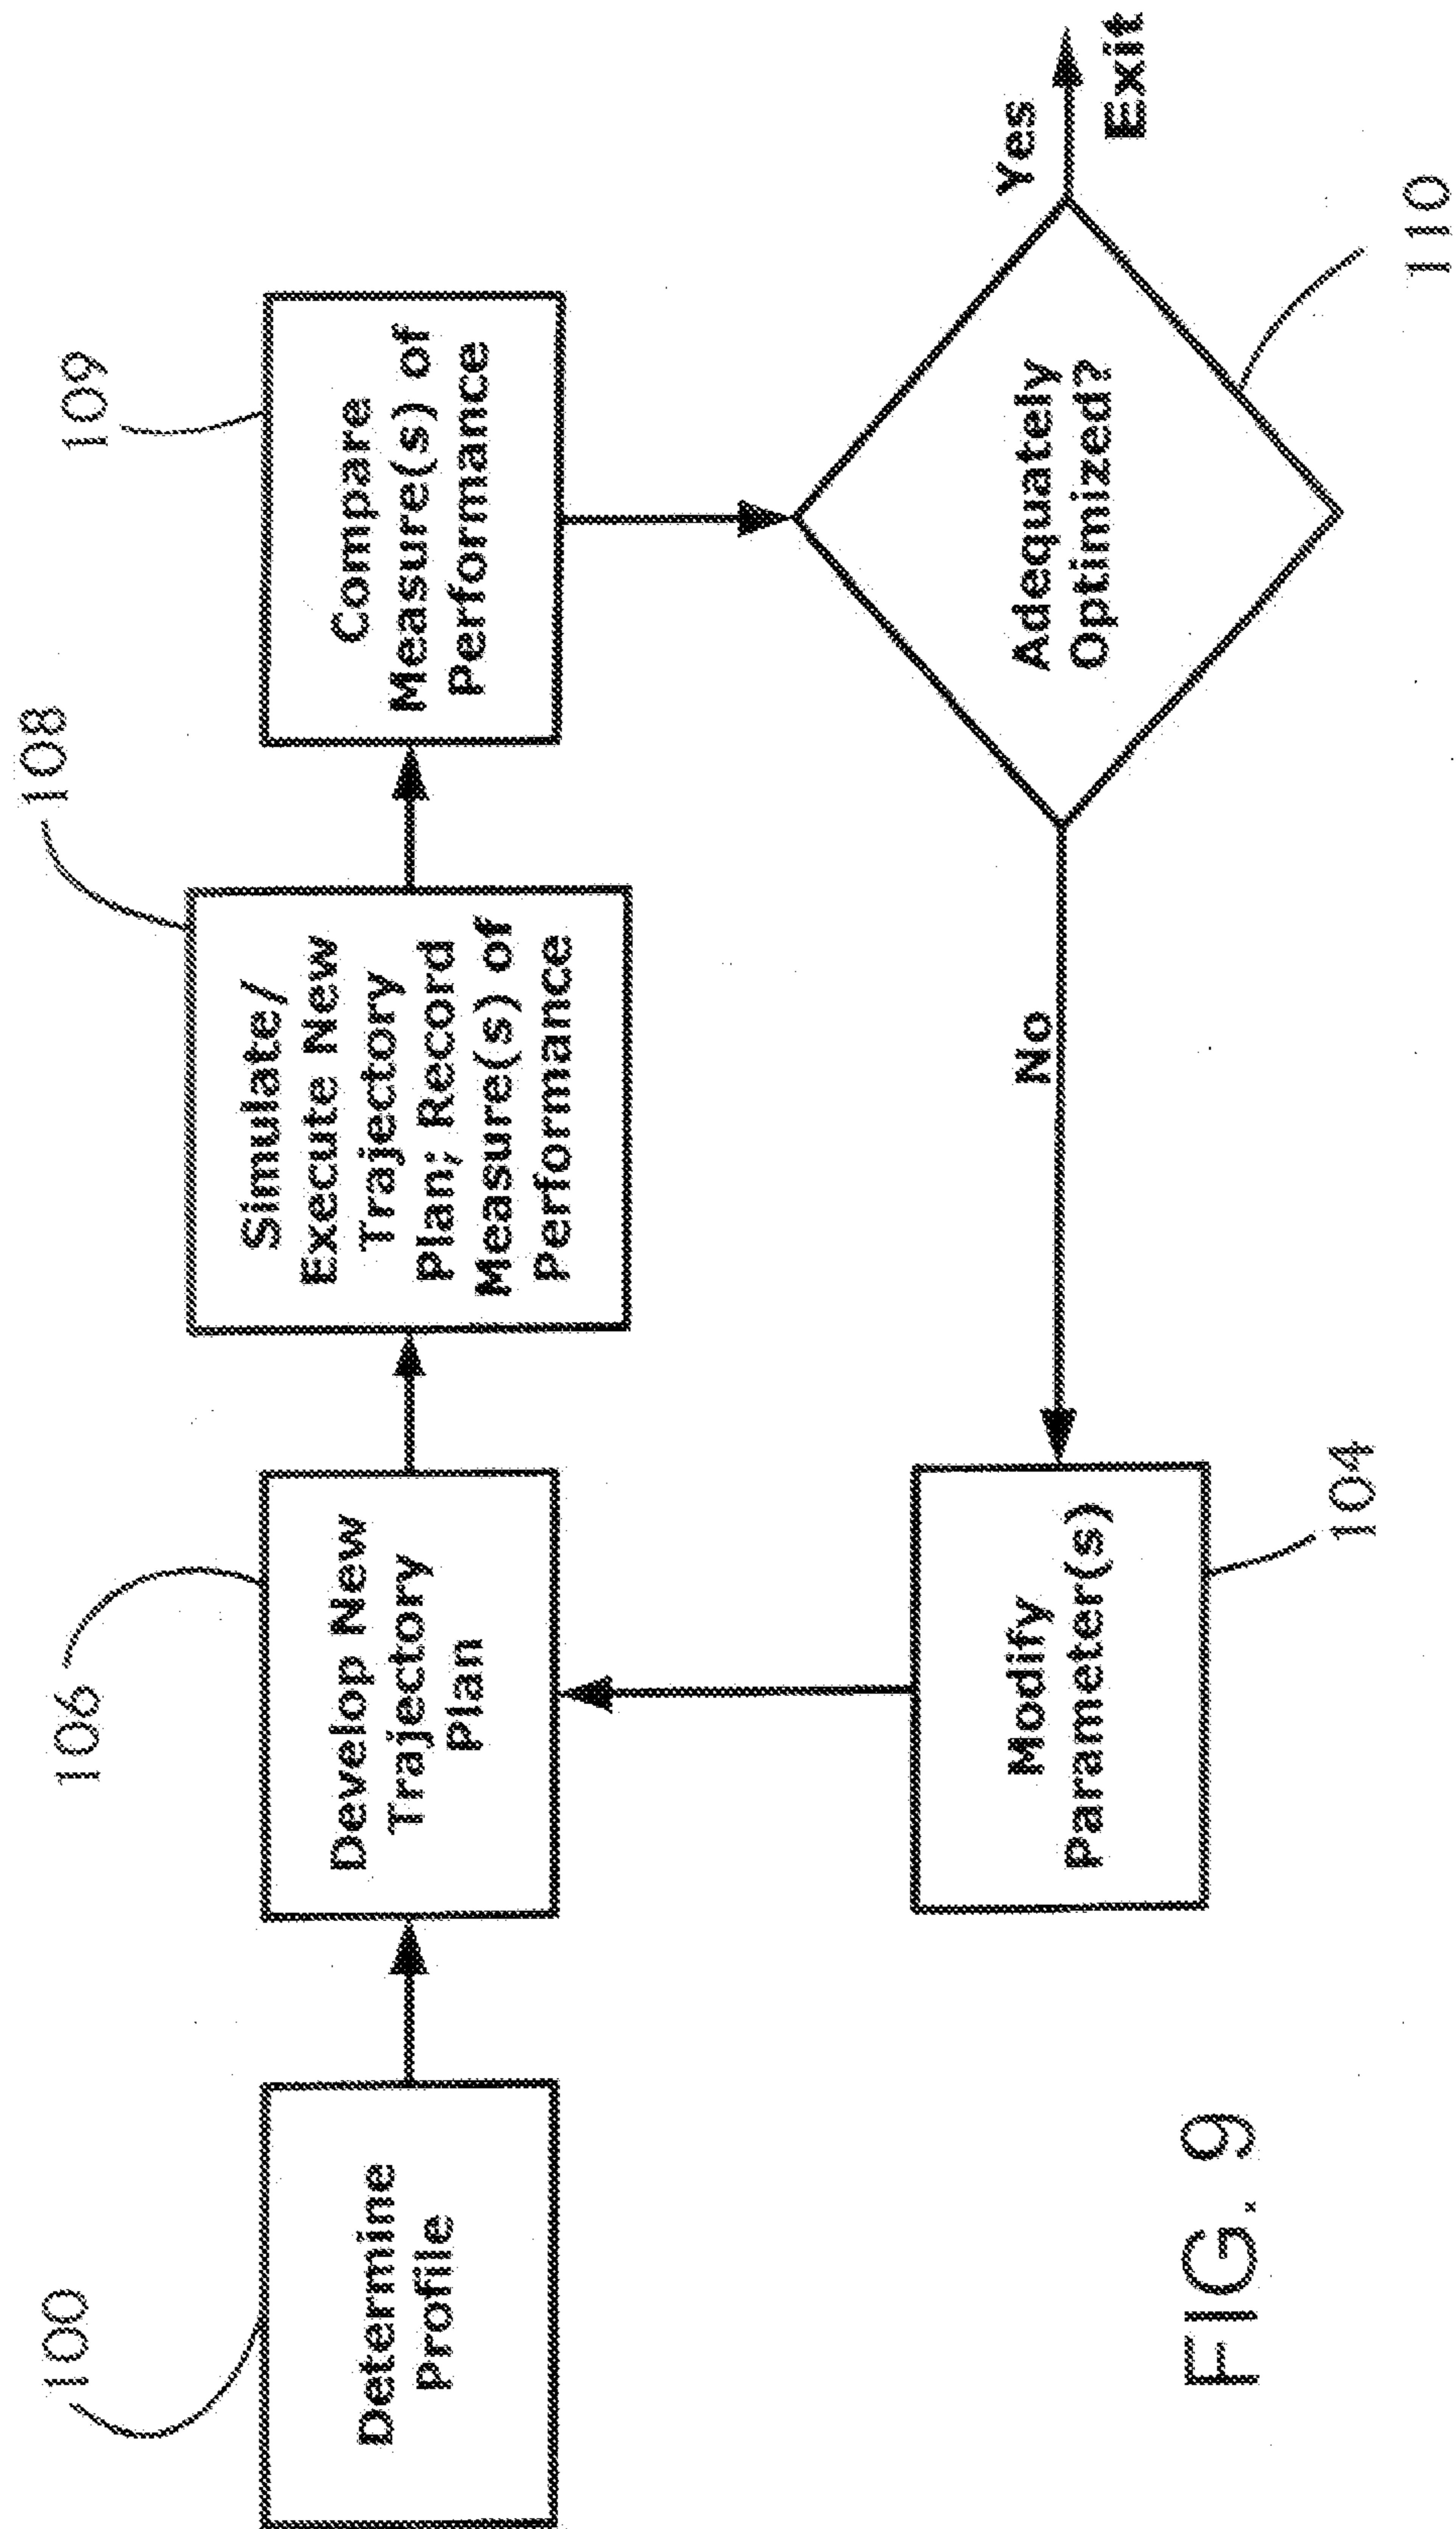 100
Determine
Profile
106
Develop New
Trajectory
Plan
108
Simulate/
Execute New
Trajectory
Plan; Record
Measure(s) of
Performance
109
Compare
Measure(s) of
Performance
Adequately
Optimized?
110
Yes
Exit
No
Modify
Parameter(s)
104
FIG. 9